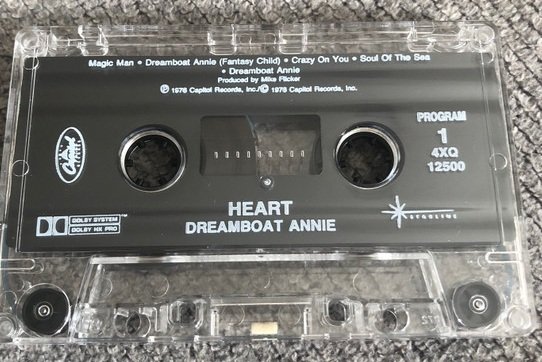 Magic Man • Dreamboat Annie (Fantasy Child) • Crazy On You • Soul Of The Sea
• Dreamboat Annie
Produced by Mike Flicker
℗ 1976 Capitol Records, Inc./© 1976 Capitol Records, Inc.
PROGRAM
1
4XQ
12500
Capitol
HEART
DREAMBOAT ANNIE
DOLBY SYSTEM
DOLBY HX PRO
STARLINE